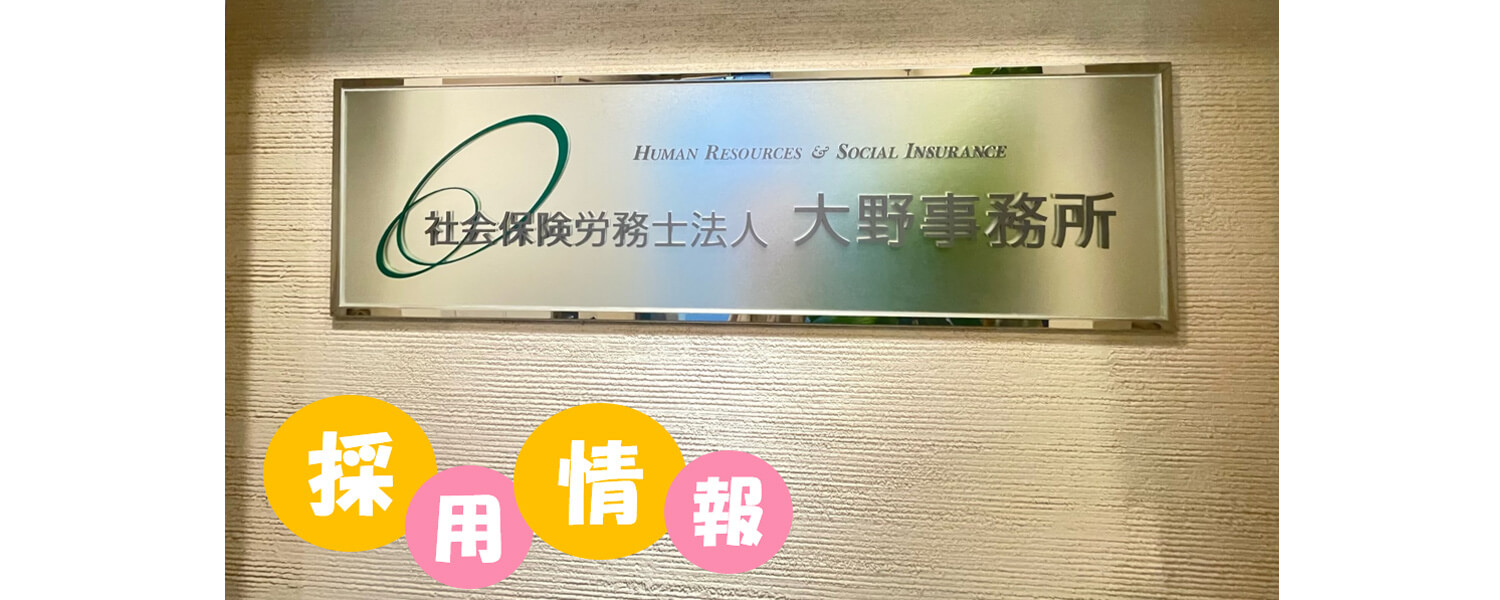 HUMAN RESOURCES & SOCIAL INSURANCE
社会保険労務士法人 大野事務所
採用情報